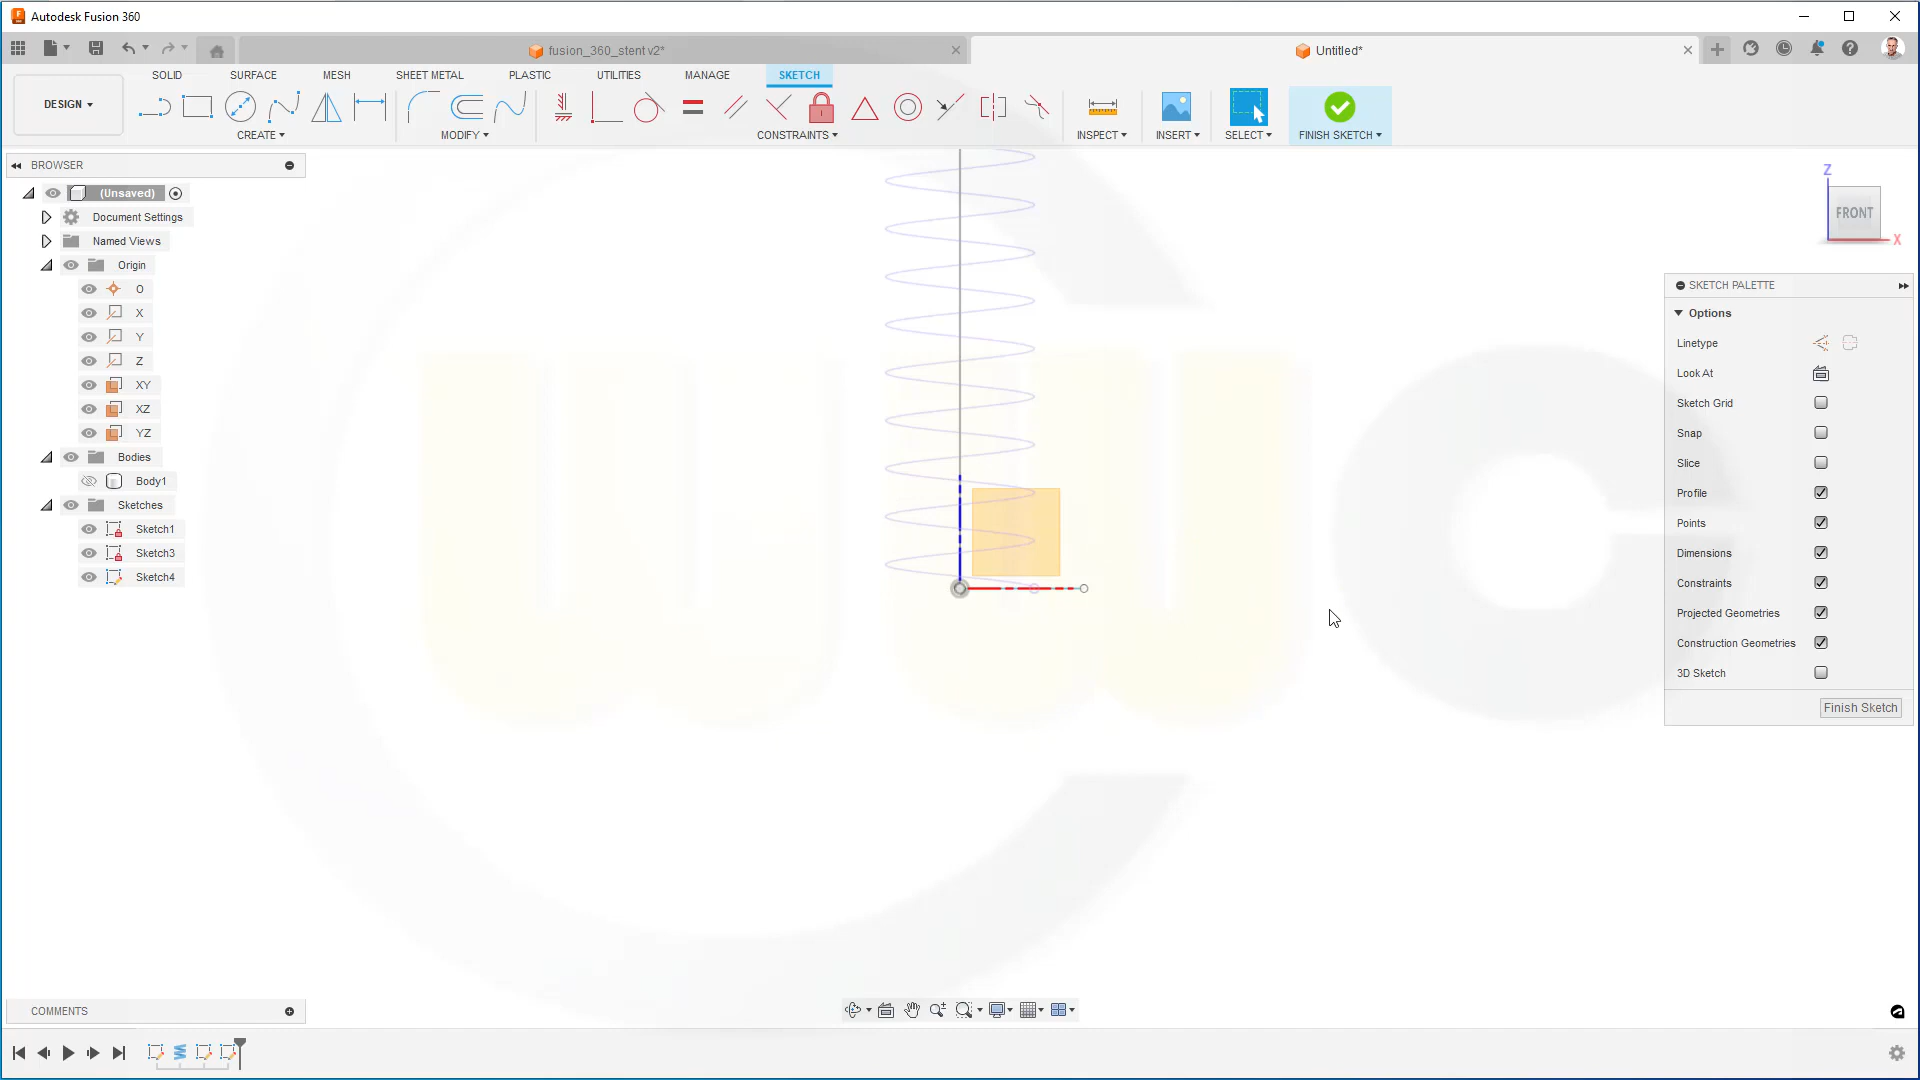 Autodesk Fusion 360
fusion_360_stent v2*
Untitled*
DESIGN
SOLID SURFACE MESH SHEET METAL PLASTIC UTILITIES MANAGE SKETCH
CREATE MODIFY CONSTRAINTS INSPECT INSERT SELECT FINISH SKETCH
BROWSER
(Unsaved)
Document Settings
Named Views
Origin
O
X
Y
Z
XY
XZ
YZ
Bodies
Body1
Sketches
Sketch1
Sketch3
Sketch4
Z
FRONT
X
SKETCH PALETTE
Options
Linetype
Look At
Sketch Grid
Snap
Slice
Profile
Points
Dimensions
Constraints
Projected Geometries
Construction Geometries
3D Sketch
Finish Sketch
COMMENTS